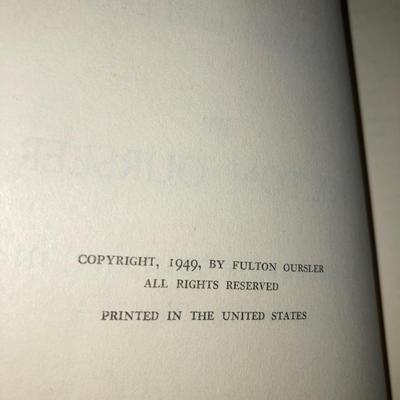 COPYRIGHT, 1949, BY FULTON OURSLER
ALL RIGHTS RESERVED
PRINTED IN THE UNITED STATES